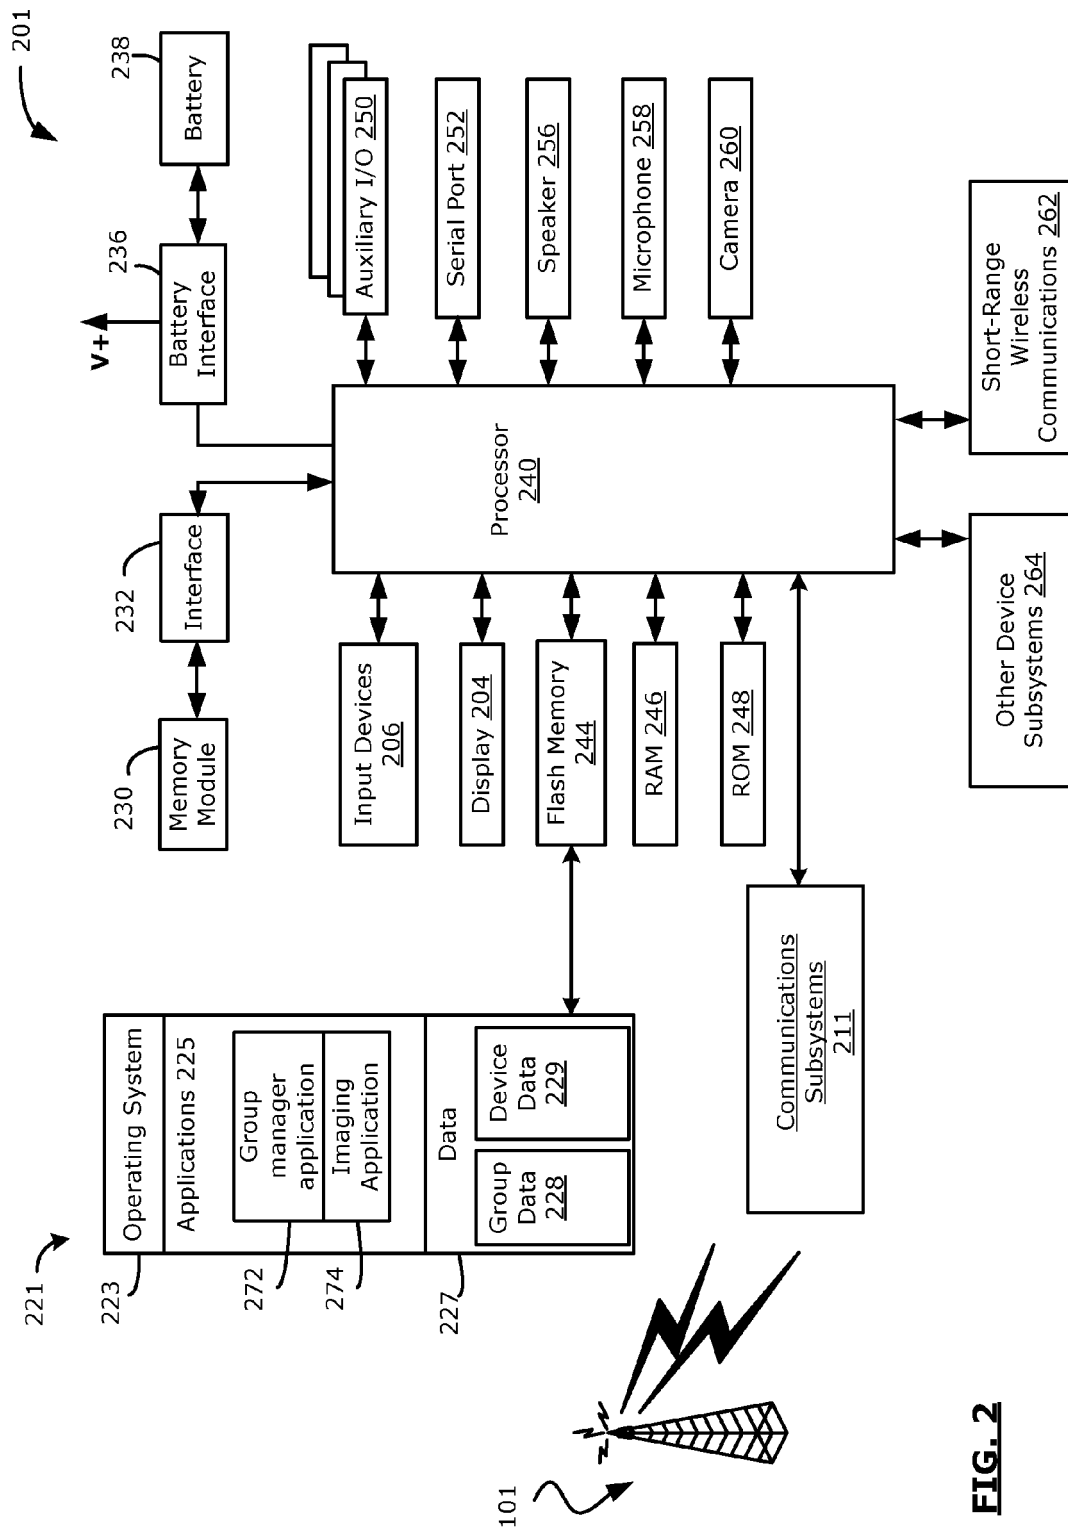 201
221
101
223
Operating System
Applications 225
272
Group
manager
application
274
Imaging
Application
227
Data
Group Data
228
Device
Data
229
230
Memory
Module
232
Interface
V+
236
Battery
Interface
238
Battery
Input Devices
206
Display 204
Flash Memory
244
RAM 246
ROM 248
Processor
240
Auxiliary I/O 250
Serial Port 252
Speaker 256
Microphone 258
Camera 260
Communications
Subsystems
211
Other Device
Subsystems 264
Short-Range
Wireless
Communications 262
FIG. 2